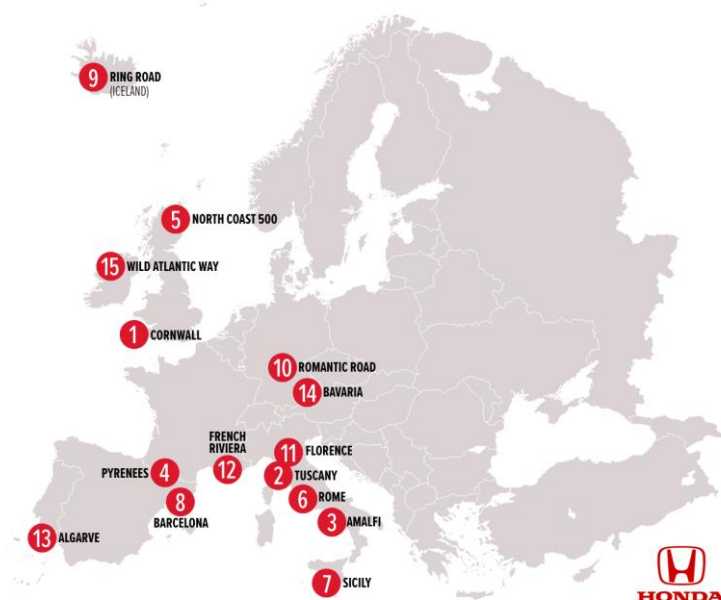 9 RING ROAD
(ICELAND)
5 NORTH COAST 500
15 WILD ATLANTIC WAY
1 CORNWALL
10 ROMANTIC ROAD
14 BAVARIA
FRENCH
RIVIERA
12
11 FLORENCE
PYRENEES 4
2 TUSCANY
8
BARCELONA
6 ROME
3 AMALFI
13 ALGARVE
7 SICILY
HONDA